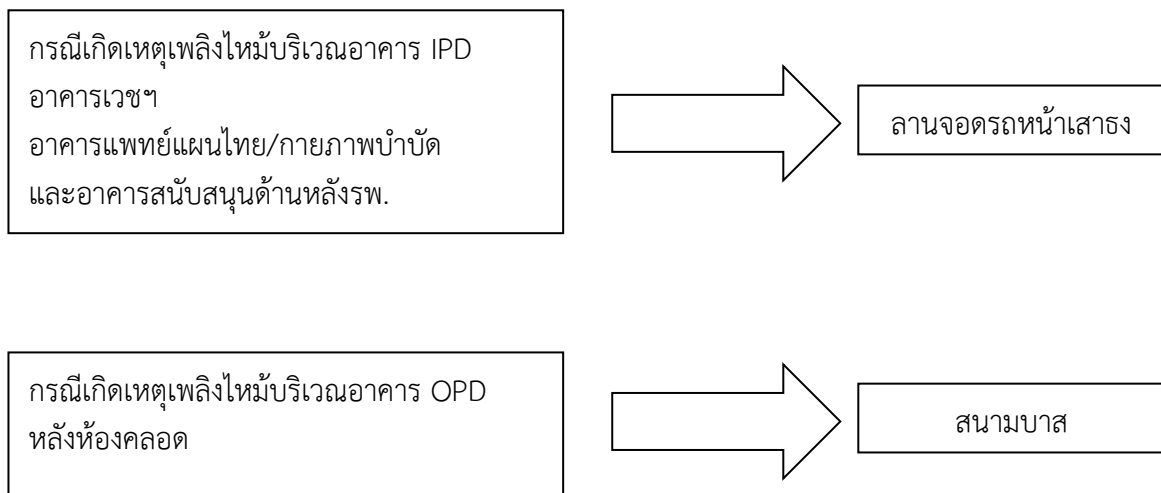 กรณีเกิดเหตุเพลิงไหม้บริเวณอาคาร IPD
อาคารเวชฯ
อาคารแพทย์แผนไทย/กายภาพบำบัด
และอาคารสนับสนุนด้านหลังรพ.
ลานจอดรถหน้าเสาธง
กรณีเกิดเหตุเพลิงไหม้บริเวณอาคาร OPD
หลังห้องคลอด
สนามบาส